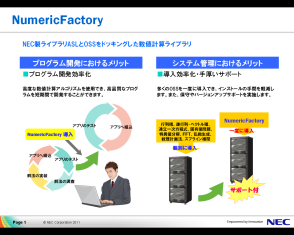 NumericFactory
NEC製ライブラリASLとOSSをドッキングした数値計算ライブラリ
プログラム開発におけるメリット
■プログラム開発効率化
高度な数値計算アルゴリズムを使用でき、高品質なプログ
ラムを短期間で開発することができます。
NumericFactory 導入
アプリのテスト
アプリへ組込
アプリのテスト
アプリへ組込
システム管理におけるメリット
■導入効率化・手厚いサポート
多くのOSSを一度に導入でき、インストールの手間を軽減し
ます。また、保守やバージョンアップサポートも実施します。
個別に導入
NumericFactory
一度に導入
サポート付
Page 1
© NEC Corporation 2011
Empowered by Innovation
NEC